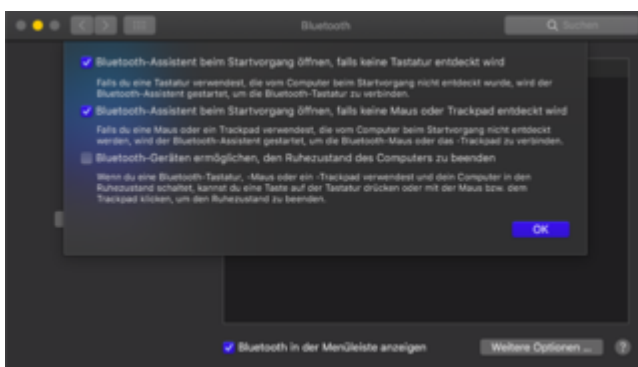 Bluetooth
Suchen
Bluetooth-Assistent beim Startvorgang öffnen, falls keine Tastatur entdeckt wird
Falls du eine Tastatur verwendest, die vom Computer beim Startvorgang nicht entdeckt wurde, wird der
Bluetooth-Assistent gestartet, um die Bluetooth-Tastatur zu verbinden.
Bluetooth-Assistent beim Startvorgang öffnen, falls keine Maus oder Trackpad entdeckt wird
Falls du eine Maus oder ein Trackpad verwendest, die vom Computer beim Startvorgang nicht entdeckt
werden, wird der Bluetooth-Assistent gestartet, um die Bluetooth-Maus oder das -Trackpad zu verbinden.
Bluetooth-Geräten ermöglichen, den Ruhezustand des Computers zu beenden
Wenn du eine Bluetooth-Tastatur, -Maus oder ein -Trackpad verwendest und dein Computer in den
Ruhezustand schaltet, kannst du eine Taste auf der Tastatur drücken oder mit der Maus bzw. dem
Trackpad klicken, um den Ruhezustand zu beenden.
OK
Bluetooth in der Menüleiste anzeigen
Weitere Optionen ...
?